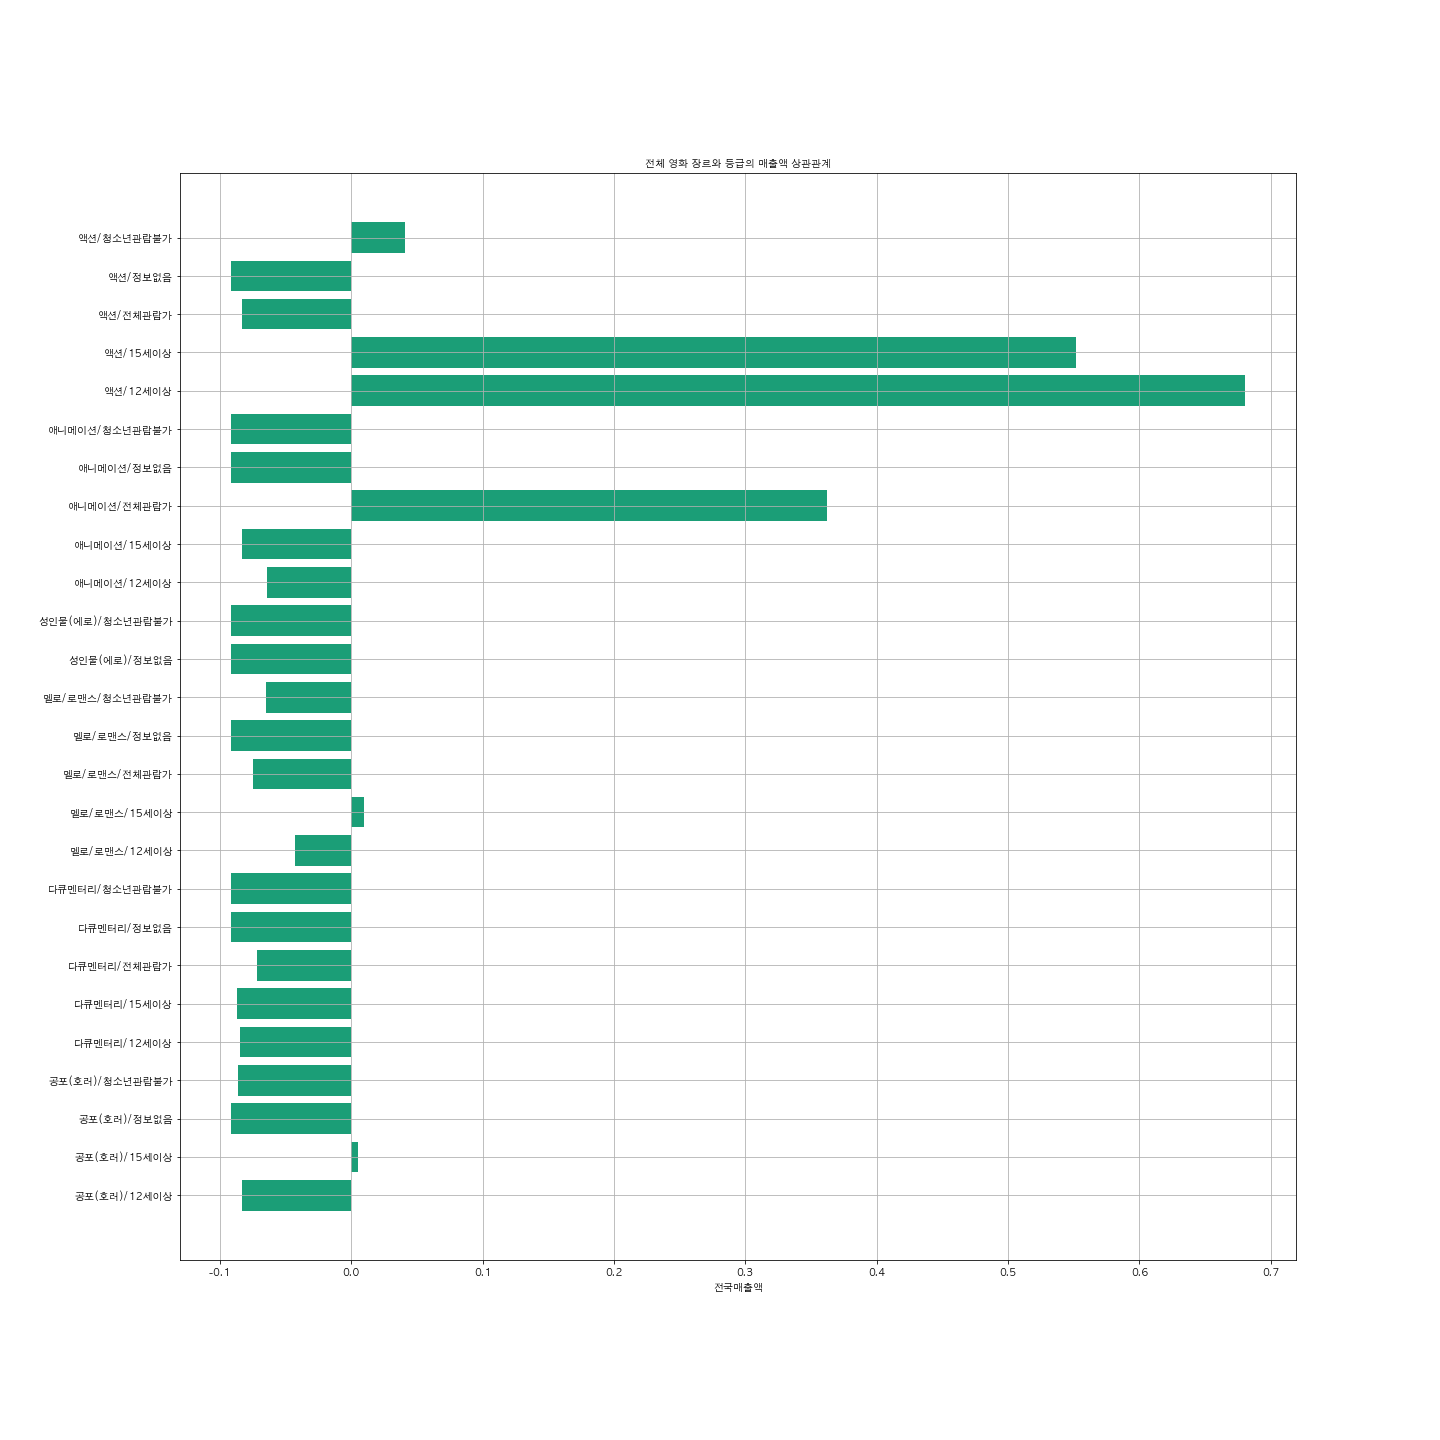 전체 영화 장르와 등급의 매출액 상관관계
액션/청소년관람불가
액션/정보없음
액션/전체관람가
액션/15세이상
액션/12세이상
애니메이션/청소년관람불가
애니메이션/정보없음
애니메이션/전체관람가
애니메이션/15세이상
애니메이션/12세이상
성인물(에로)/청소년관람불가
성인물(에로)/정보없음
멜로/로맨스/청소년관람불가
멜로/로맨스/정보없음
멜로/로맨스/전체관람가
멜로/로맨스/15세이상
멜로/로맨스/12세이상
다큐멘터리/청소년관람불가
다큐멘터리/정보없음
다큐멘터리/전체관람가
다큐멘터리/15세이상
다큐멘터리/12세이상
공포(호러)/청소년관람불가
공포(호러)/정보없음
공포(호러)/15세이상
공포(호러)/12세이상
-0.1 0.0 0.1 0.2 0.3 0.4 0.5 0.6 0.7
전국매출액